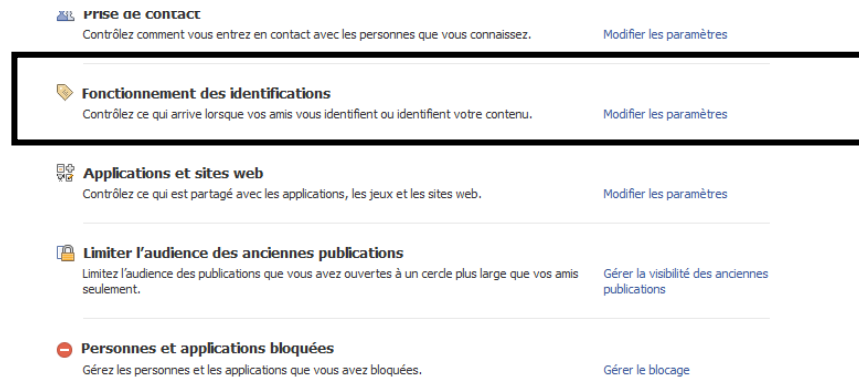 Prise de contact
Contrôlez comment vous entrez en contact avec les personnes que vous connaissez. Modifier les paramètres
Fonctionnement des identifications
Contrôlez ce qui arrive lorsque vos amis vous identifient ou identifient votre contenu. Modifier les paramètres
Applications et sites web
Contrôlez ce qui est partagé avec les applications, les jeux et les sites web. Modifier les paramètres
Limiter l'audience des anciennes publications
Limitez l'audience des publications que vous avez ouvertes à un cercle plus large que vos amis Gérer la visibilité des anciennes
seulement. publications
Personnes et applications bloquées
Gérez les personnes et les applications que vous avez bloquées. Gérer le blocage